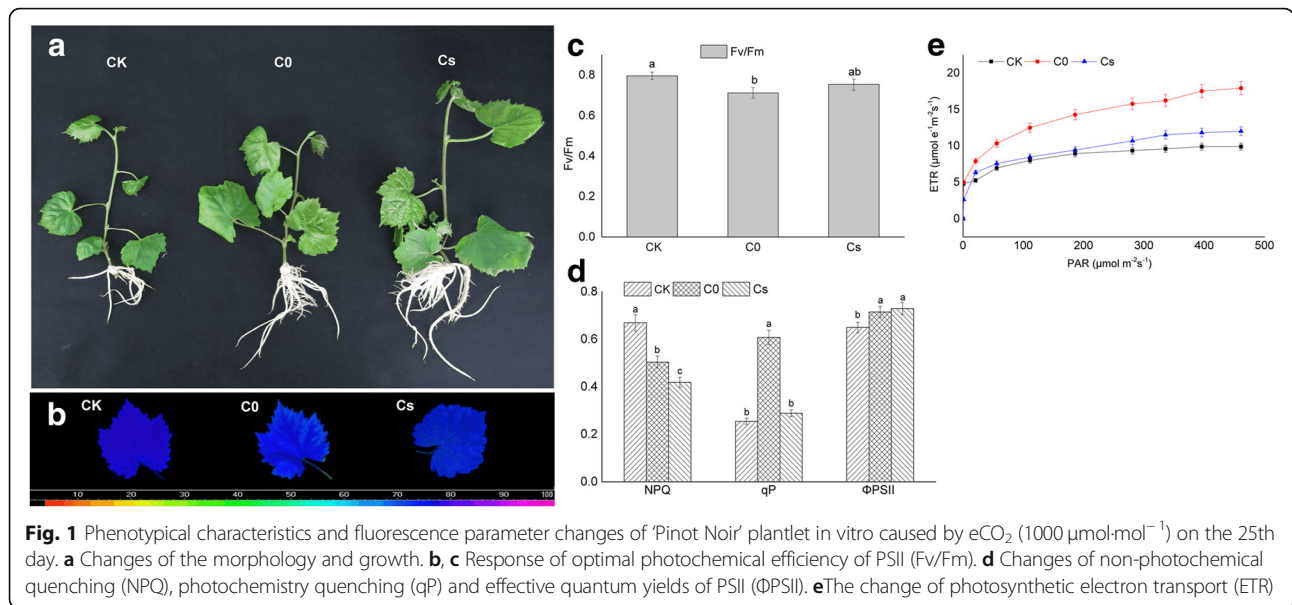 a
CK
C0
Cs
b
CK
C0
Cs
10 20 30 40 50 60 70 80 90 100
c
Fv/Fm
a
b
ab
Fv/Fm
0.8
0.6
0.4
0.2
0.0
CK
C0
Cs
d
CK C0 Cs
0.8
0.6
0.4
0.2
0.0
a
b
c
b
a
b
b
a
a
NPQ
qP
ΦPSII
e
CK C0 Cs
ETR (μmol e⁻¹m⁻²s⁻¹)
20
15
10
5
0
0 100 200 300 400 500
PAR (μmol m⁻²s⁻¹)
Fig. 1 Phenotypical characteristics and fluorescence parameter changes of ‘Pinot Noir’ plantlet in vitro caused by eCO₂ (1000 μmol·mol⁻¹) on the 25th
day. a Changes of the morphology and growth. b, c Response of optimal photochemical efficiency of PSII (Fv/Fm). d Changes of non-photochemical
quenching (NPQ), photochemistry quenching (qP) and effective quantum yields of PSII (ΦPSII). eThe change of photosynthetic electron transport (ETR)